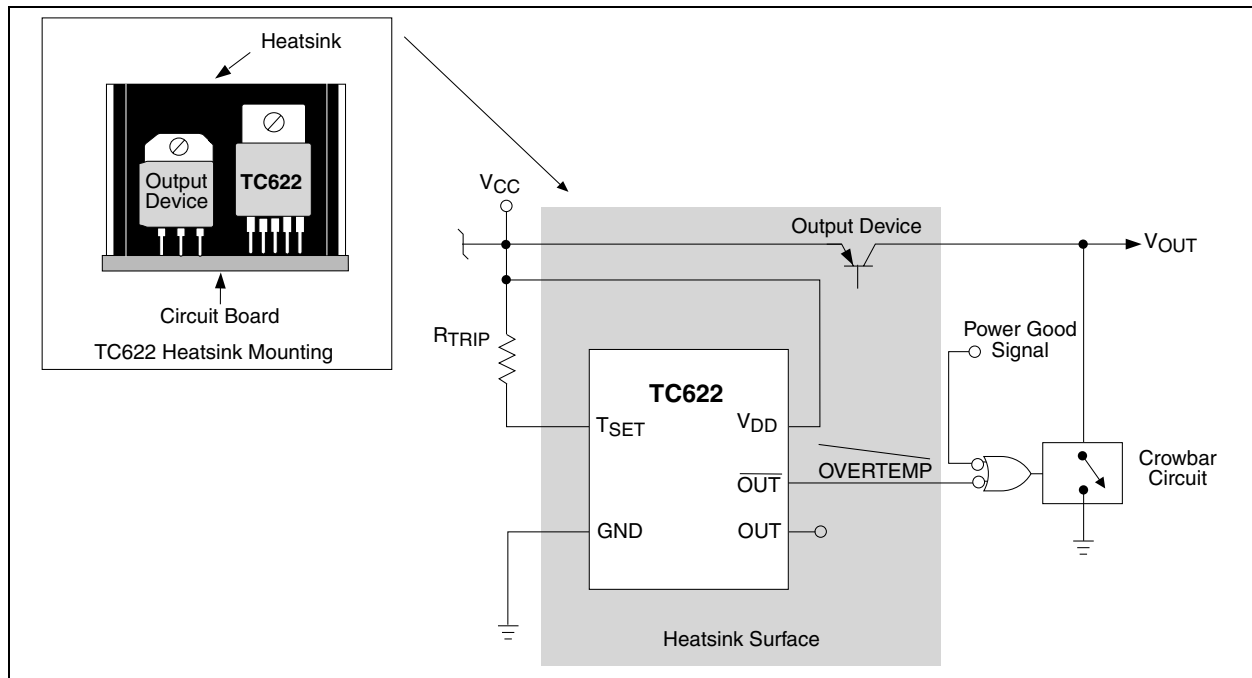 Heatsink
Output
Device
TC622
Circuit Board
TC622 Heatsink Mounting
VCC
Output Device
VOUT
RTRIP
Power Good
Signal
TC622
TSET
VDD
OVERTEMP
OUT
Crowbar
Circuit
GND
OUT
Heatsink Surface